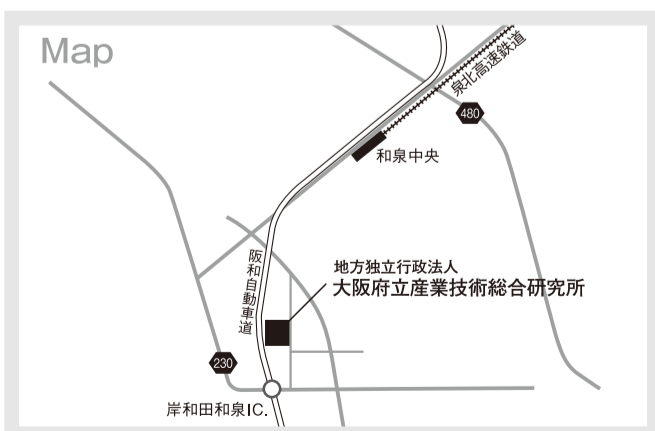 Map
泉北高速鉄道
480
和泉中央
阪和自動車道
地方独立行政法人
大阪府立産業技術総合研究所
230
岸和田和泉IC.